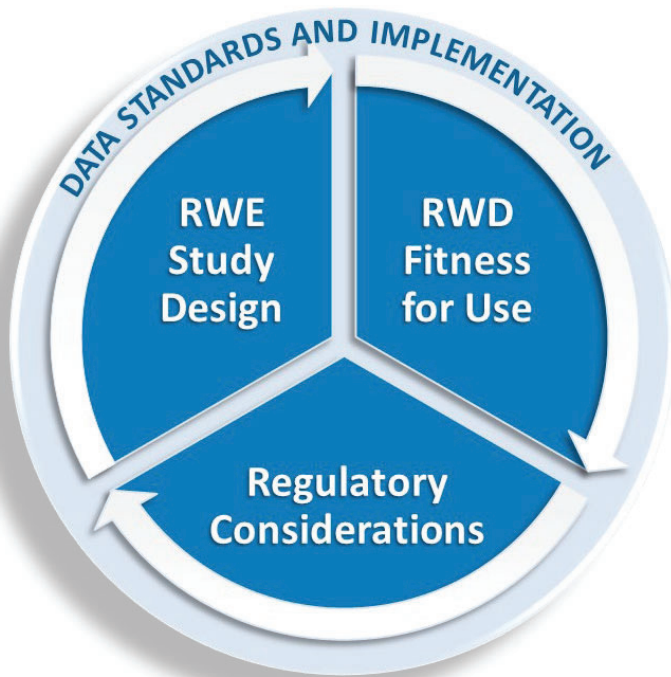 DATA STANDARDS AND IMPLEMENTATION
RWE
Study
Design
RWD
Fitness
for Use
Regulatory
Considerations